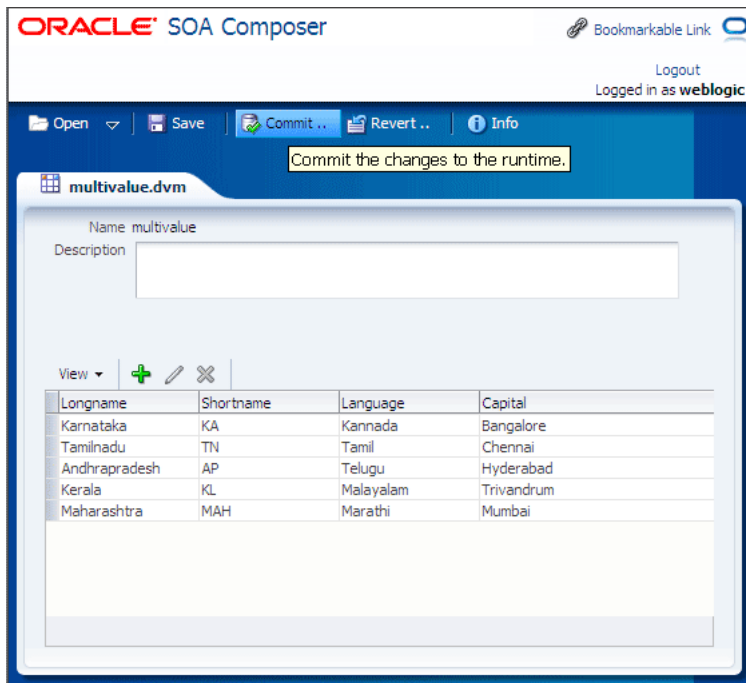 ORACLE SOA Composer
Bookmarkable Link
Logout
Logged in as weblogic
Open Save Commit .. Revert .. Info
Commit the changes to the runtime.
multivalue.dvm
Name multivalue
Description
View
Longname Shortname Language Capital
Karnataka KA Kannada Bangalore
Tamilnadu TN Tamil Chennai
Andhrapradesh AP Telugu Hyderabad
Kerala KL Malayalam Trivandrum
Maharashtra MAH Marathi Mumbai